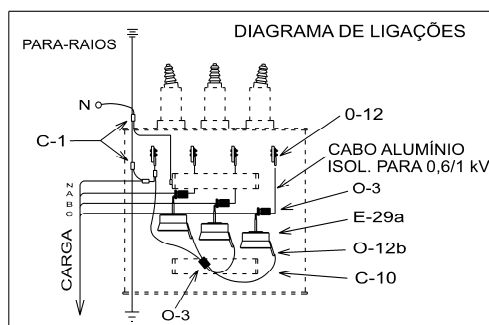 DIAGRAMA DE LIGAÇÕES
PARA-RAIOS
N
C-1
0-12
CABO ALUMÍNIO
ISOL. PARA 0,6/1 kV
N
A
B
C
O-3
E-29a
O-12b
C-10
CARGA
O-3